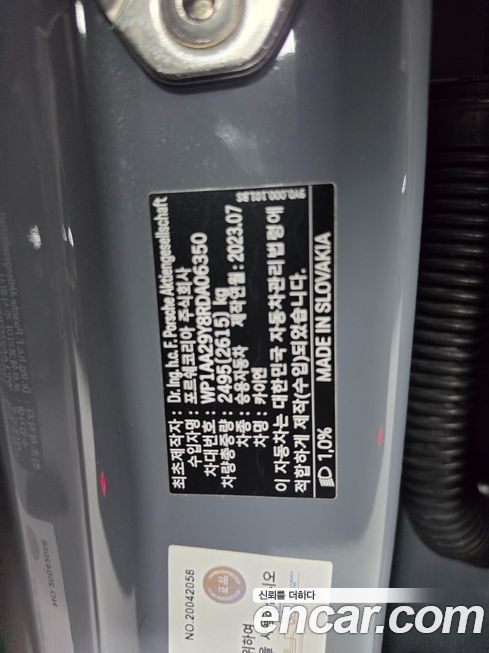 최초제작자 : Dr. Ing. h.c. F. Porsche Aktiengesellschaft
수입자명 : 포르쉐코리아 주식회사
차대번호 : WP1AA29Y8RDA06350
차량총중량 : 2495(2615) kg
차종 : 승용자동차 제작연월 : 2023.07
차명 : 카이엔
이 자동차는 대한민국 자동차관리법령에
적합하게 제작(수입)되었습니다.
1,0% MADE IN SLOVAKIA
9Y0.000.101.BS
NO.20042058
신뢰를 더하다
encar.com